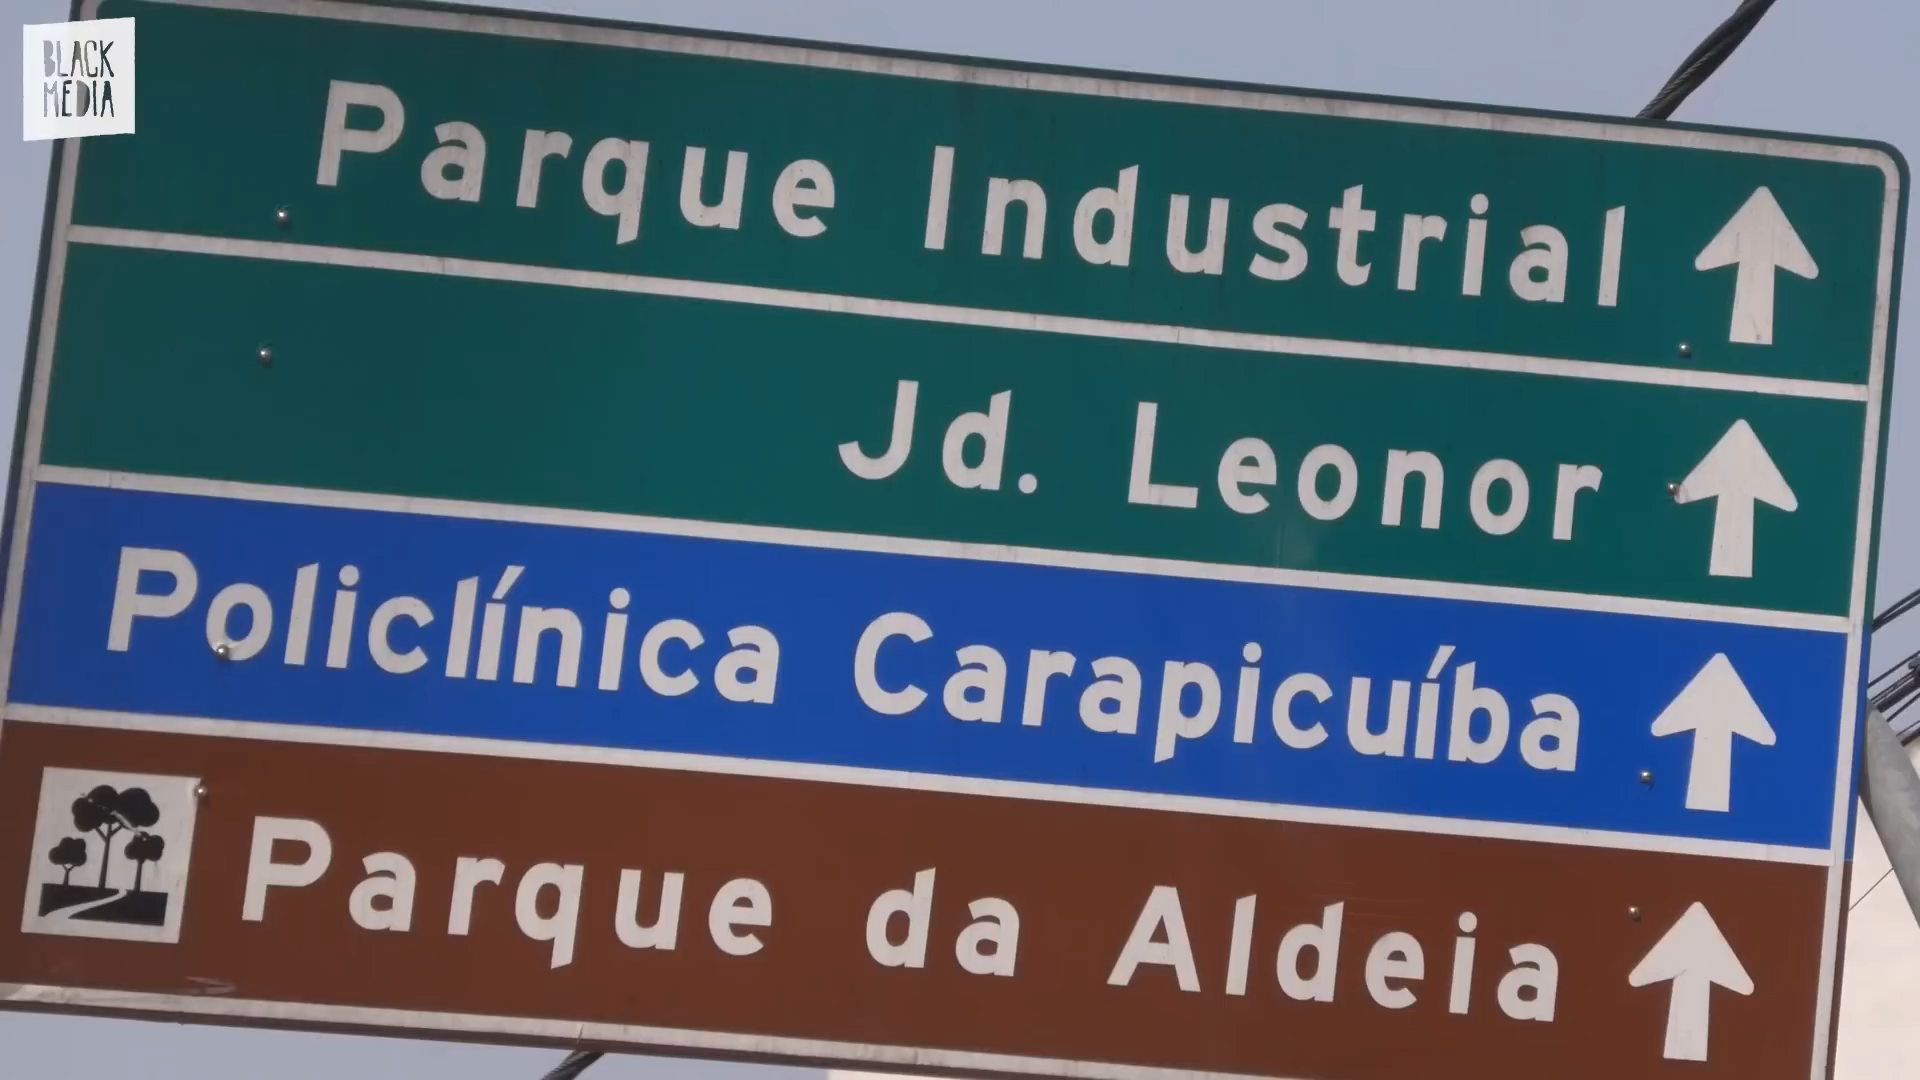 BLACK
MEDIA
Parque Industrial
Jd. Leonor
Policlínica Carapicuíba
Parque da Aldeia